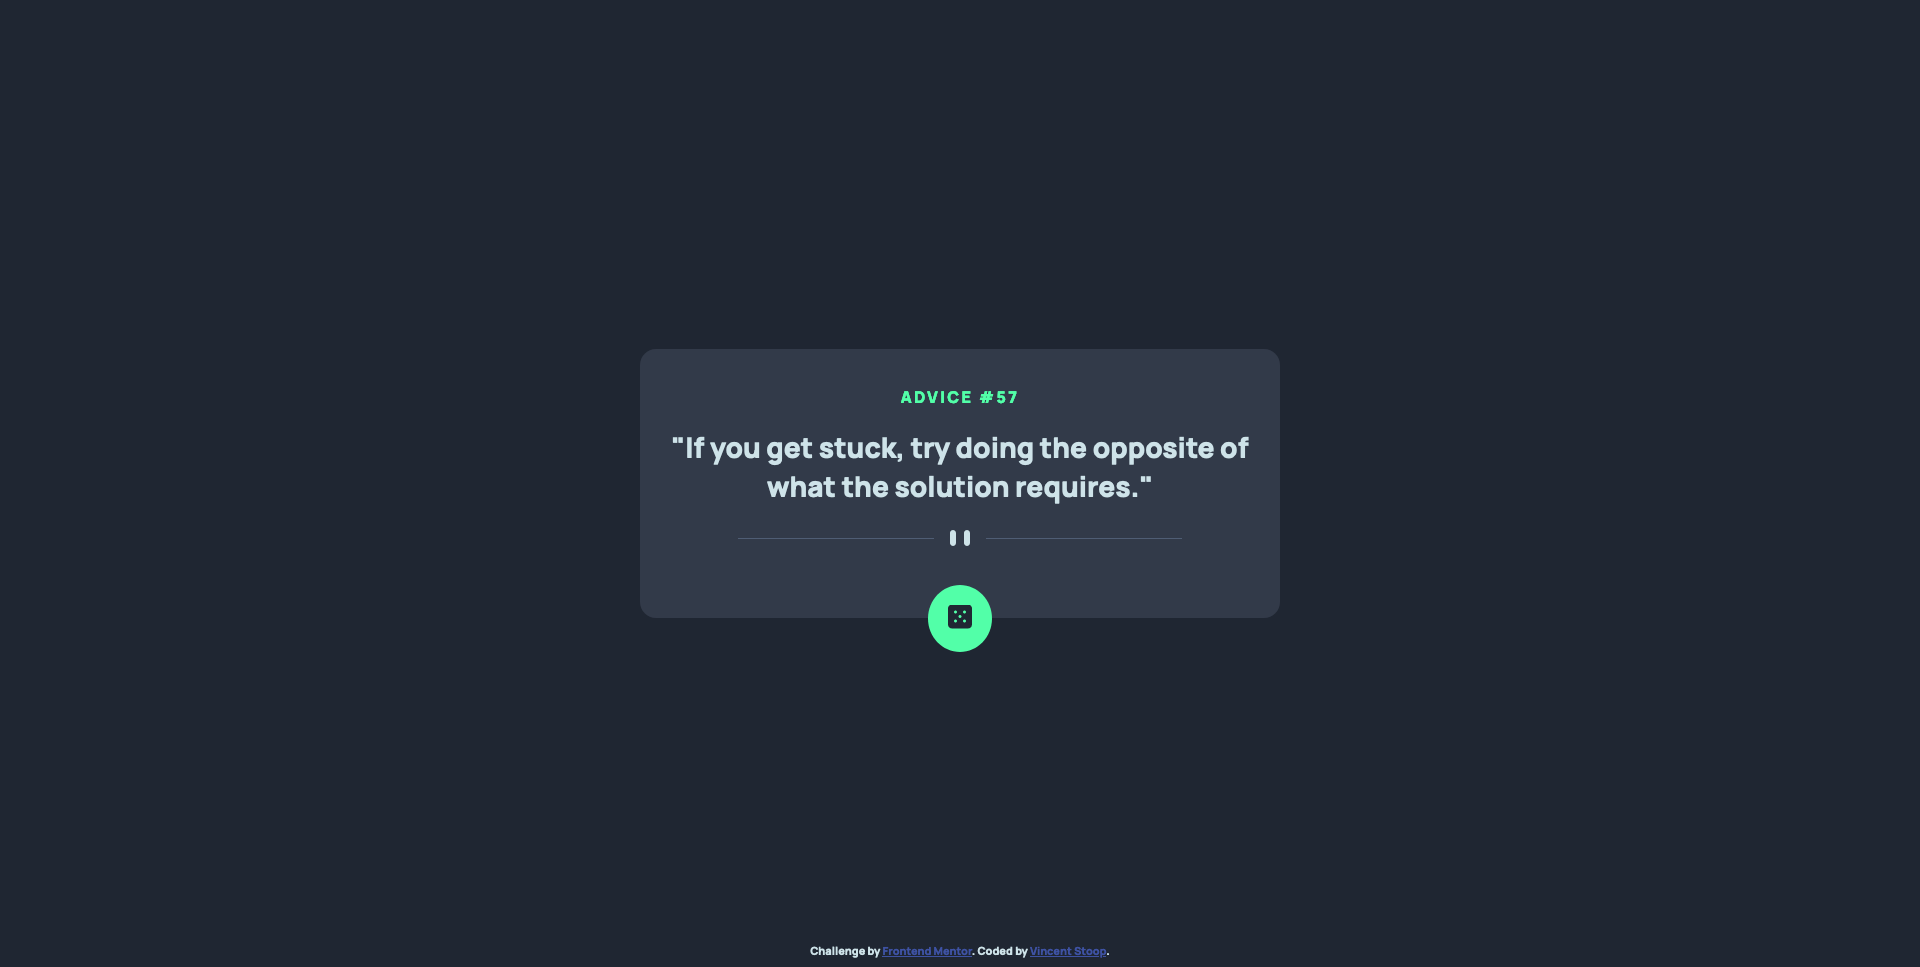 ADVICE #57
"If you get stuck, try doing the opposite of
what the solution requires."
Challenge by Frontend Mentor. Coded by Vincent Stoop.